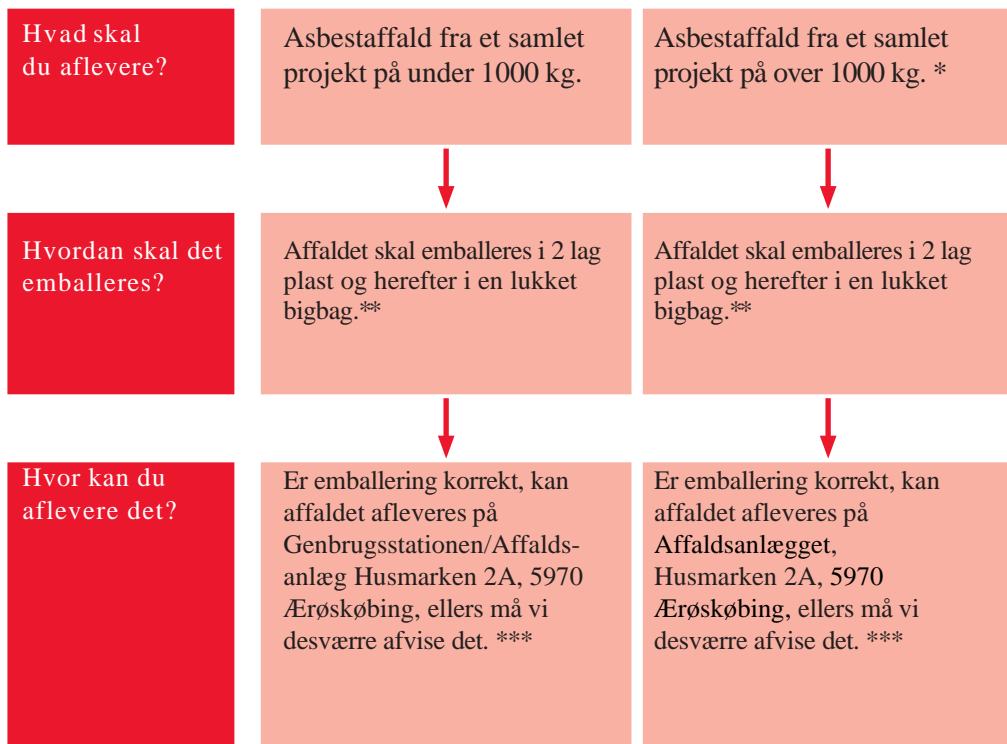 Hvad skal
du aflevere?
Asbestaffald fra et samlet
projekt på under 1000 kg.
Asbestaffald fra et samlet
projekt på over 1000 kg. *
Hvordan skal det
emballeres?
Affaldet skal emballeres i 2 lag
plast og herefter i en lukket
bigbag.**
Affaldet skal emballeres i 2 lag
plast og herefter i en lukket
bigbag.**
Hvor kan du
aflevere det?
Er emballering korrekt, kan
affaldet afleveres på
Genbrugsstationen/Affalds-
anlæg Husmarken 2A, 5970
Ærøskøbing, ellers må vi
desværre afvise det. ***
Er emballering korrekt, kan
affaldet afleveres på
Affaldsanlægget,
Husmarken 2A, 5970
Ærøskøbing, ellers må vi
desværre afvise det. ***